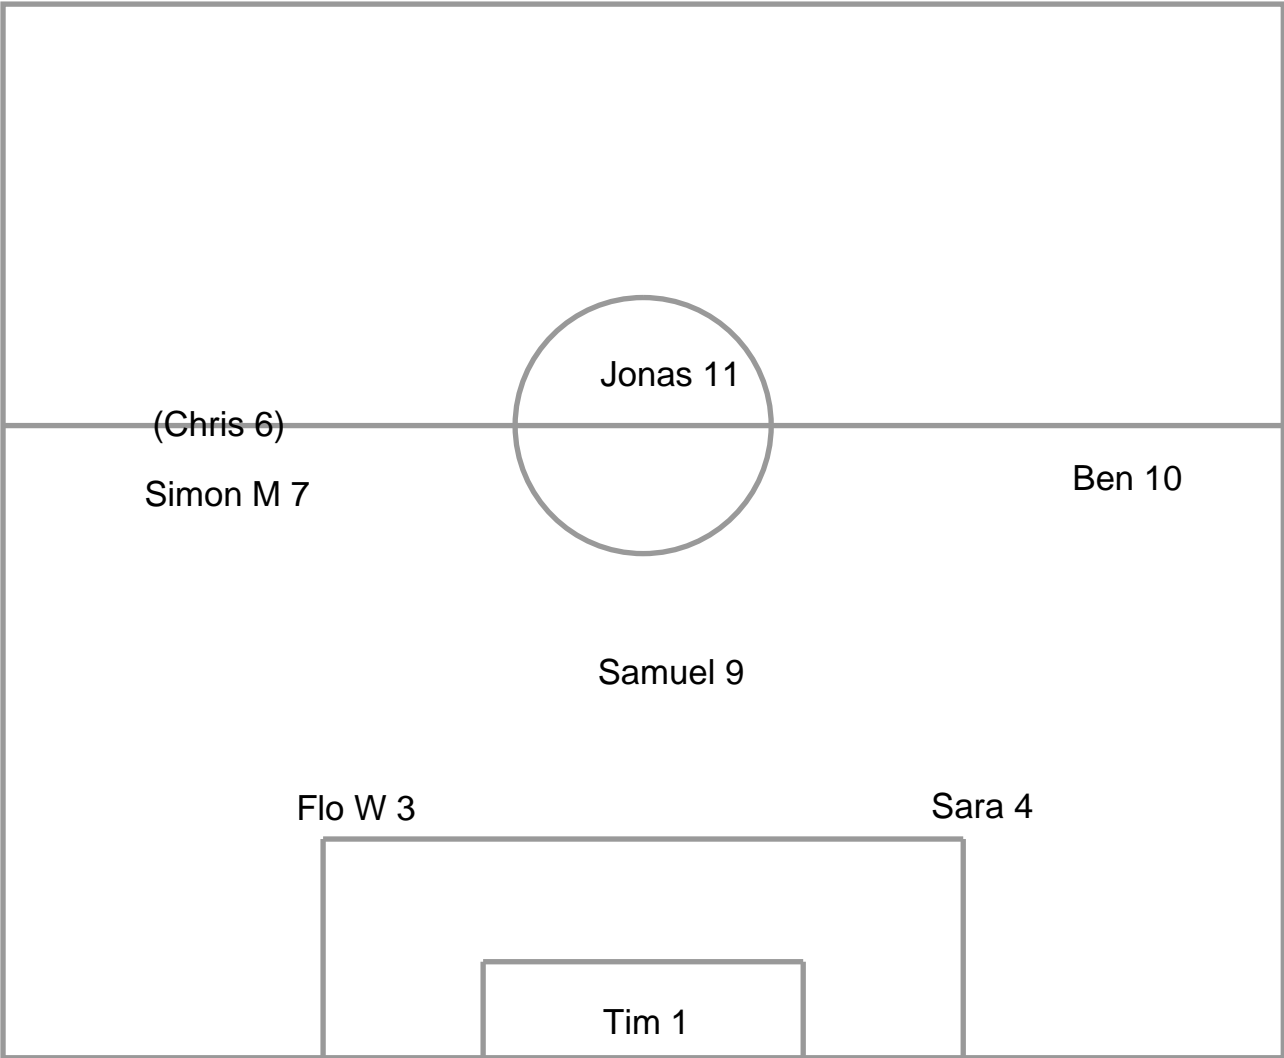 Jonas 11
(Chris 6)
Simon M 7
Ben 10
Samuel 9
Flo W 3
Sara 4
Tim 1